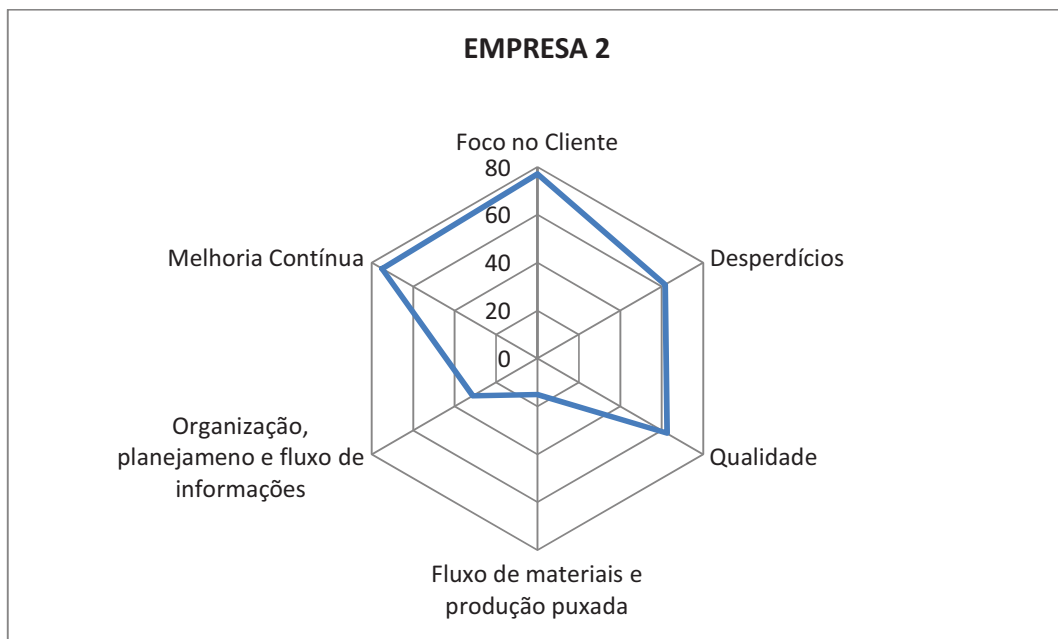 EMPRESA 2
Foco no Cliente
80
60
40
20
0
Desperdícios
Qualidade
Fluxo de materiais e
produção puxada
Organização,
planejameno e fluxo de
informações
Melhoria Contínua